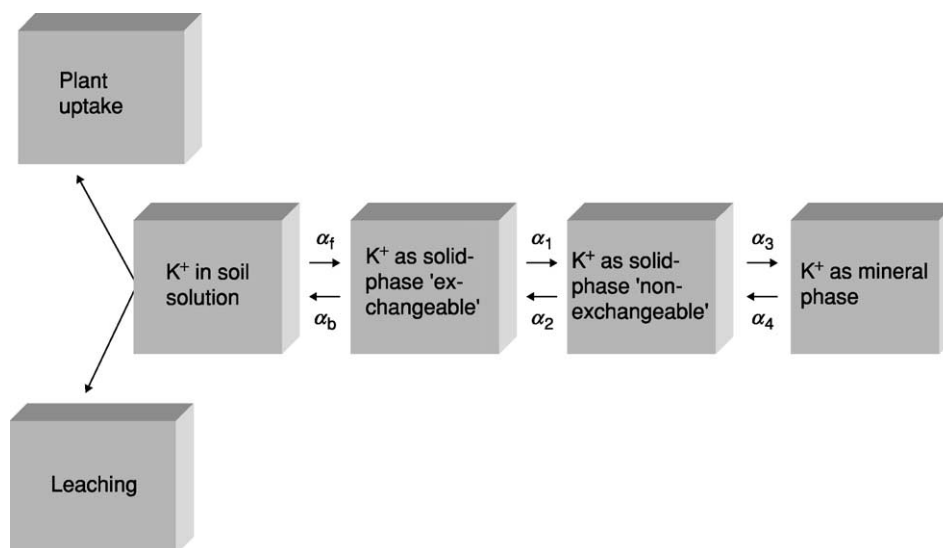 Plant
uptake
K⁺ in soil
solution
αf
αb
K⁺ as solid-
phase 'ex-
changeable'
α1
α2
K⁺ as solid-
phase 'non-
exchangeable'
α3
α4
K⁺ as mineral
phase
Leaching